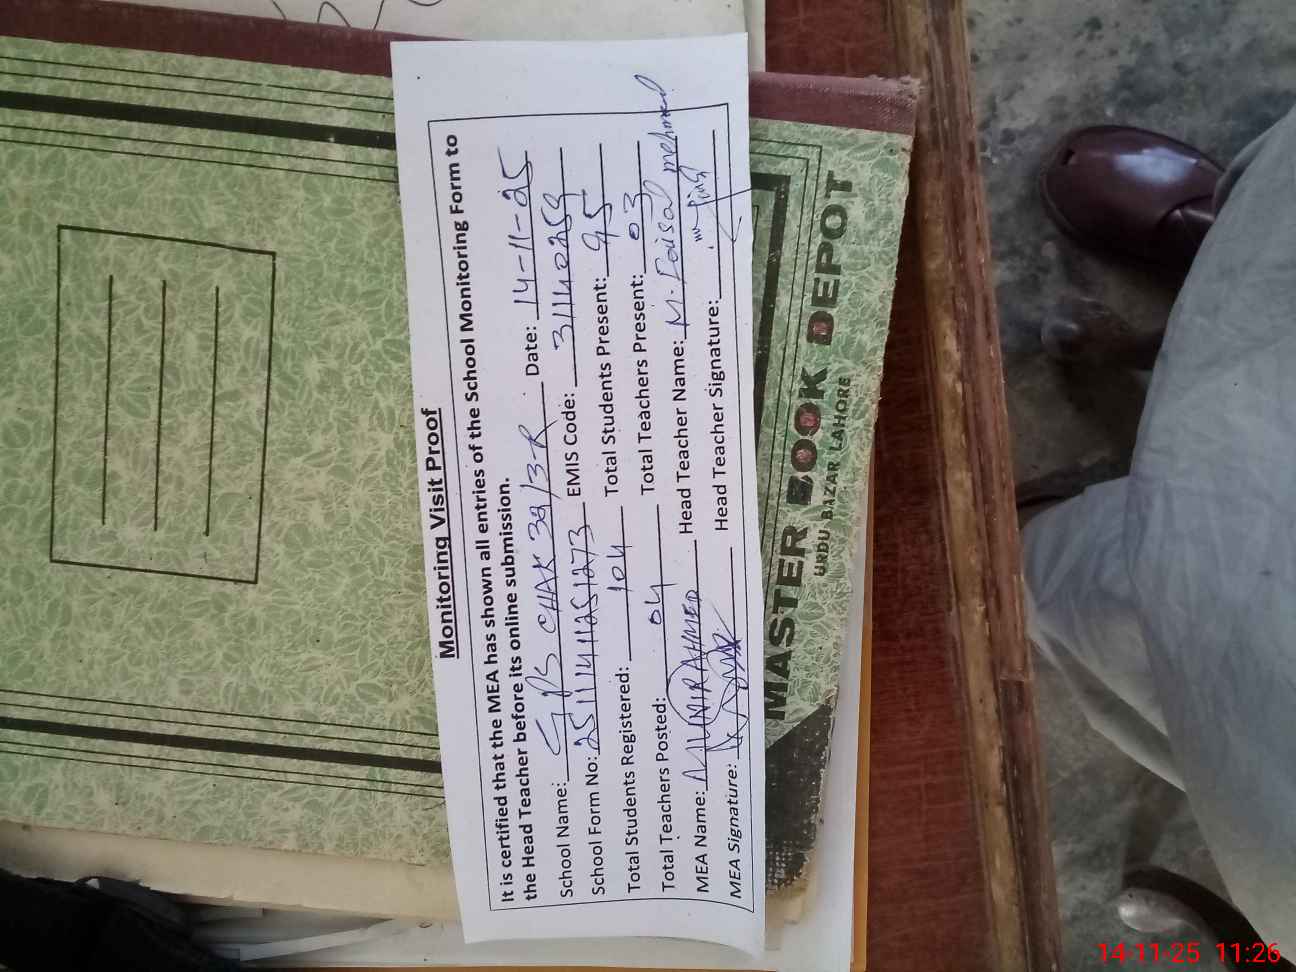 Monitoring Visit Proof
It is certified that the MEA has shown all entries of the School Monitoring Form to
the Head Teacher before its online submission.
School Name: GPS CHAK 39/3-R Date: 14-11-25
School Form No: EMIS Code: 31140253
Total Students Registered: 104 Total Students Present: 95
Total Teachers Posted: 04 Total Teachers Present: 03
MEA Name: MUNIR AHMED Head Teacher Name: M. Faisal mehmood
MEA Signature: Head Teacher Signature:
MASTER BOOK DEPOT
URDU BAZAR LAHORE
14-11-25 11:26